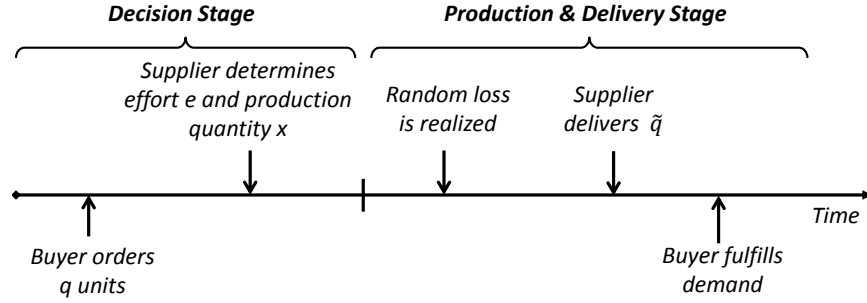 Decision Stage
Production & Delivery Stage
Supplier determines
effort e and production
quantity x
Random loss
is realized
Supplier
delivers q̃
Time
Buyer orders
q units
Buyer fulfills
demand